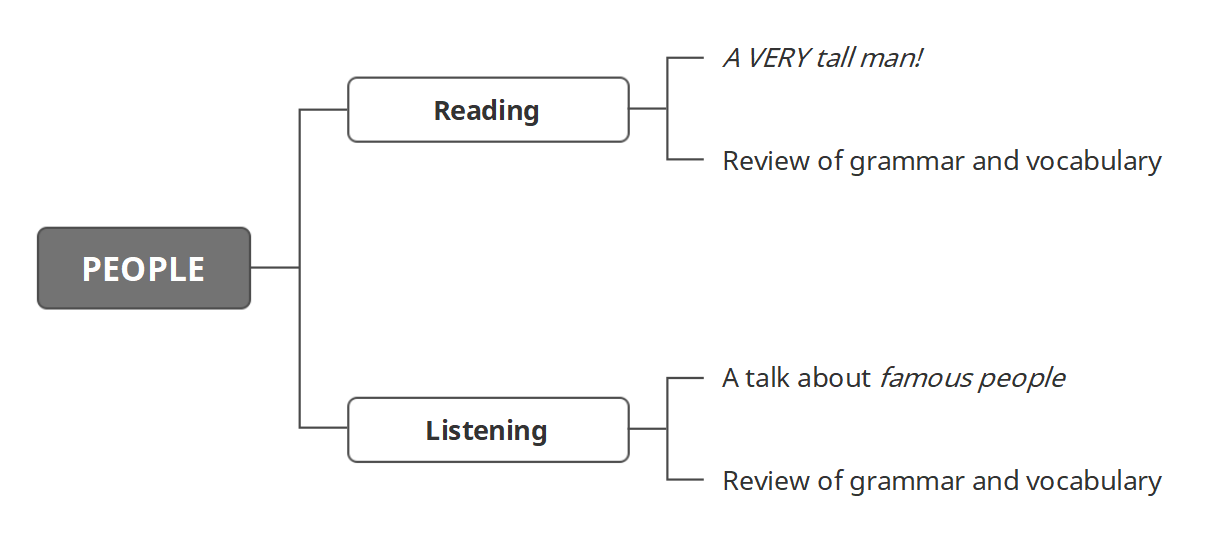 PEOPLE
Reading
A VERY tall man!
Review of grammar and vocabulary
Listening
A talk about famous people
Review of grammar and vocabulary